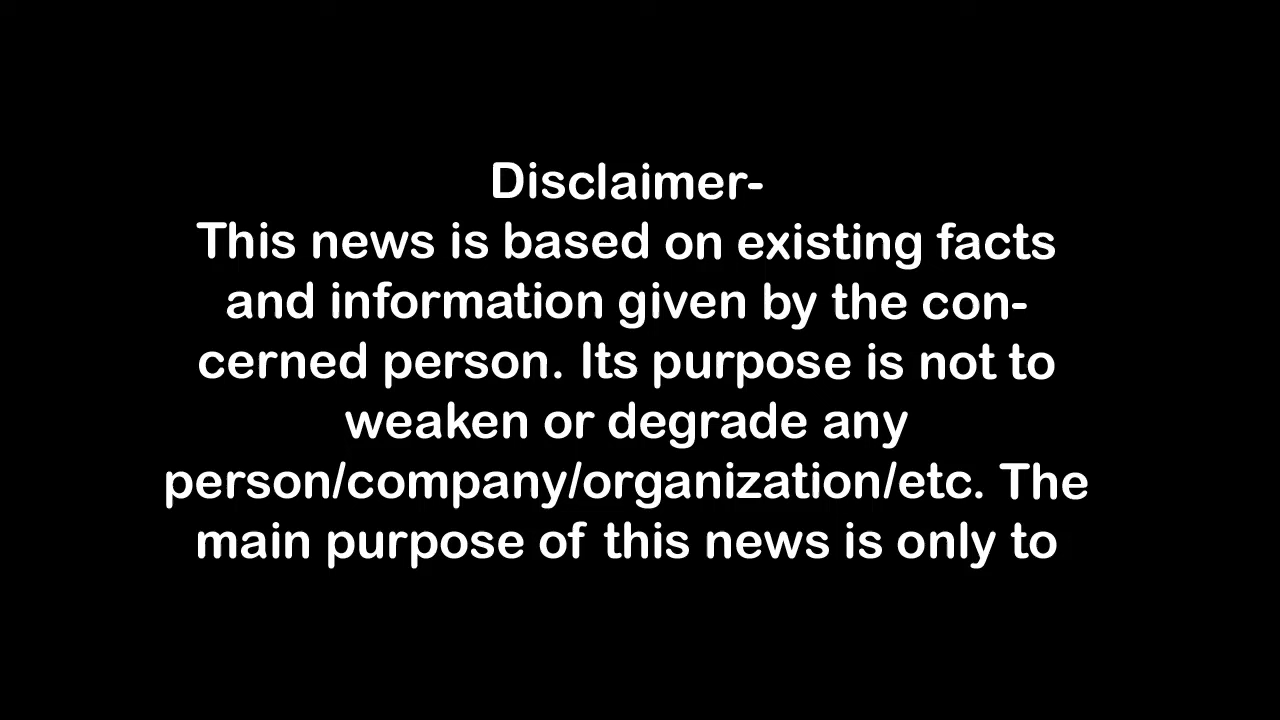 Disclaimer-
This news is based on existing facts
and information given by the con-
cerned person. Its purpose is not to
weaken or degrade any
person/company/organization/etc. The
main purpose of this news is only to